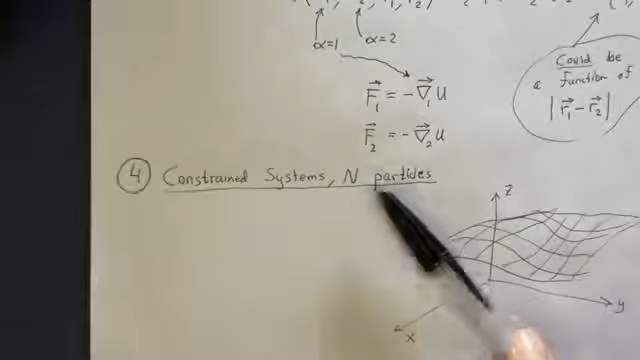 α=1
α=2
Could be
a function of
|r⃗₁ - r⃗₂|
F⃗₁ = -∇⃗₁U
F⃗₂ = -∇⃗₂U
④ Constrained Systems, N particles
z
y
x